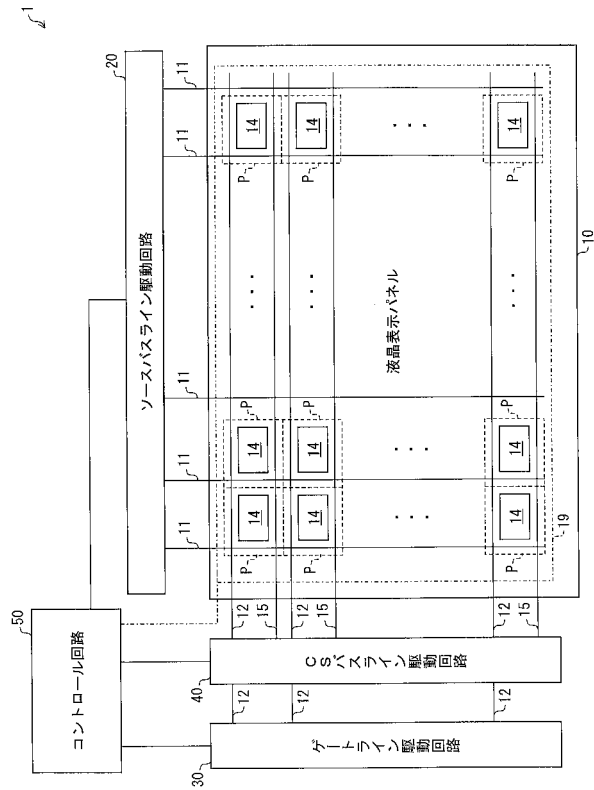 1
50
コントロール回路
20
ソースバスライン駆動回路
11
11
11
11
11
40
CSバスライン駆動回路
30
ゲートライン駆動回路
12
12
12
12
15
12
15
12
15
P
14
P
14
P
14
P
14
P
14
P
14
P
14
P
14
P
14
. . .
. . .
. . .
. . .
. . .
. . .
液晶表示パネル
19
10